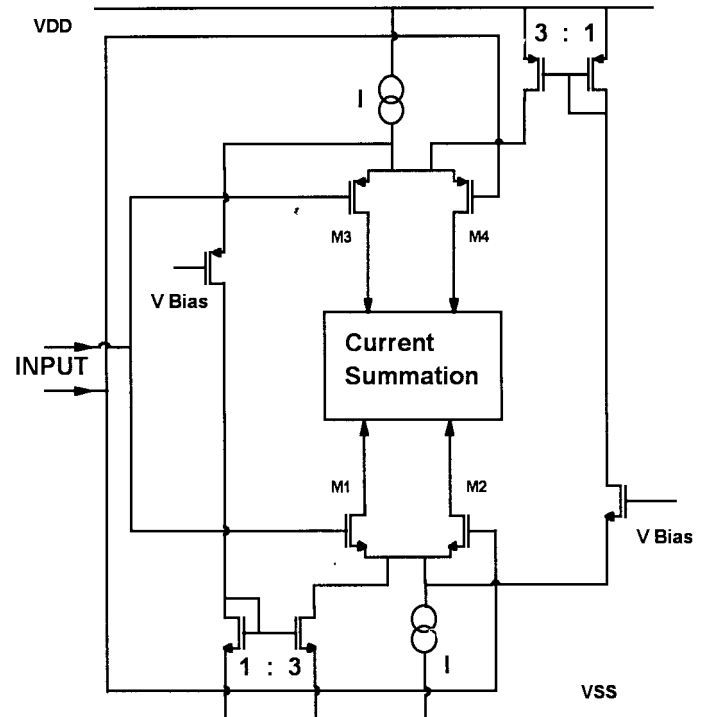 VDD
3 : 1
I
M3
M4
V Bias
INPUT
Current
Summation
M1
M2
V Bias
1 : 3
I
VSS